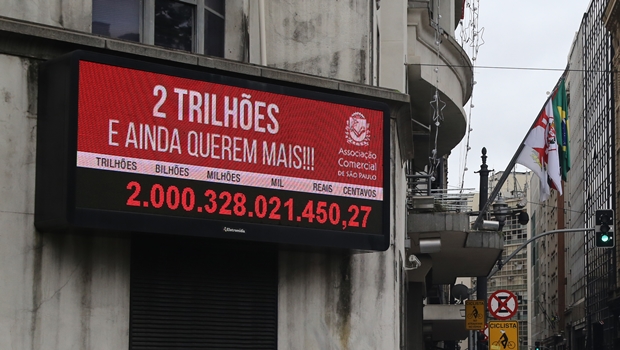 2 TRILHÕES
E AINDA QUEREM MAIS!!!
Associação
Comercial
DE SÃO PAULO
TRILHÕES BILHÕES MILHÕES MIL REAIS CENTAVOS
2.000.328.021.450,27
CICLISTA